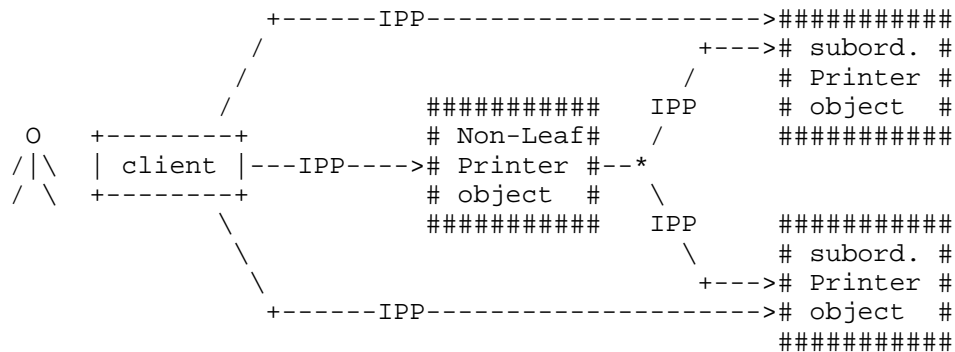 +------IPP--------------------->###########
/ +--->## subord. #
/ / # Printer #
/ ########### IPP # object #
O +--------+ # Non-Leaf# / ###########
/|\ | client |---IPP----># Printer #--*
/ \ +--------+ # object # \
\ ########### IPP ###########
\ \ # subord. #
\ +---># Printer #
+------IPP---------------------># object #
###########